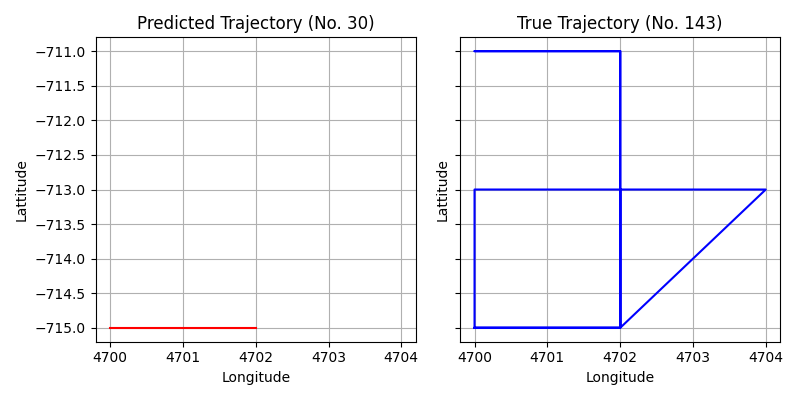 Predicted Trajectory (No. 30)
−711.0
−711.5
−712.0
−712.5
−713.0
−713.5
−714.0
−714.5
−715.0
Lattitude
4700 4701 4702 4703 4704
Longitude
True Trajectory (No. 143)
Lattitude
4700 4701 4702 4703 4704
Longitude